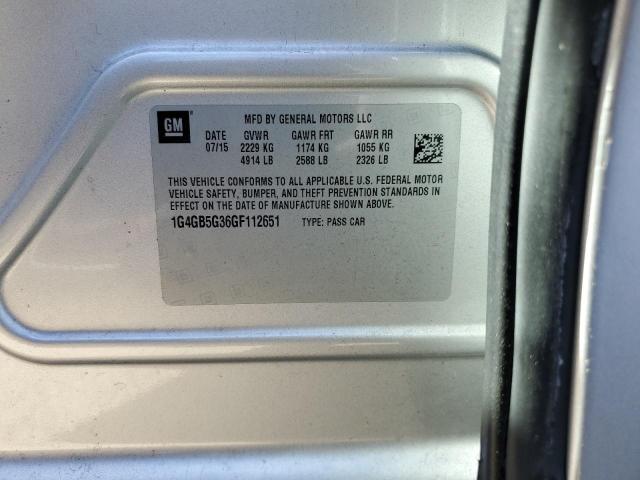 GM
MFD BY GENERAL MOTORS LLC
DATE GVWR GAWR FRT GAWR RR
07/15 2229 KG 1174 KG 1055 KG
4914 LB 2588 LB 2326 LB
THIS VEHICLE CONFORMS TO ALL APPLICABLE U.S. FEDERAL MOTOR
VEHICLE SAFETY, BUMPER, AND THEFT PREVENTION STANDARDS IN
EFFECT ON THE DATE OF MANUFACTURE SHOWN ABOVE.
1G4GB5G36GF112651 TYPE: PASS CAR